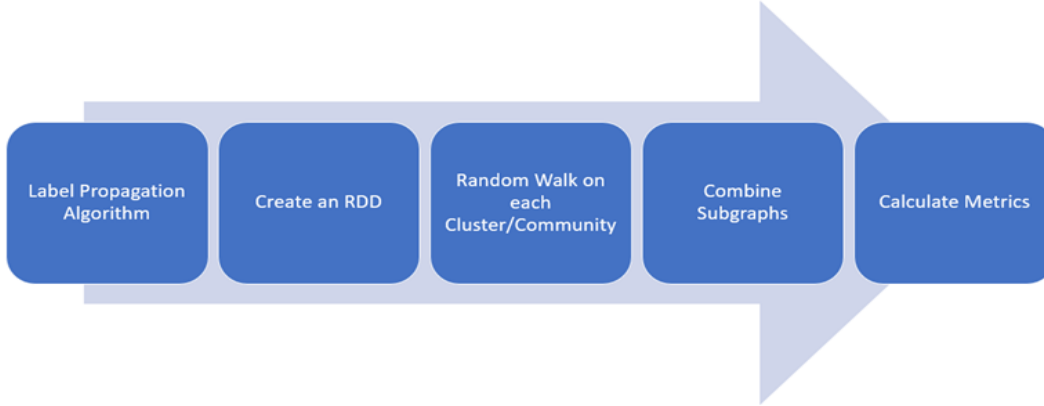 Label Propagation
Algorithm
Create an RDD
Random Walk on
each
Cluster/Community
Combine
Subgraphs
Calculate Metrics